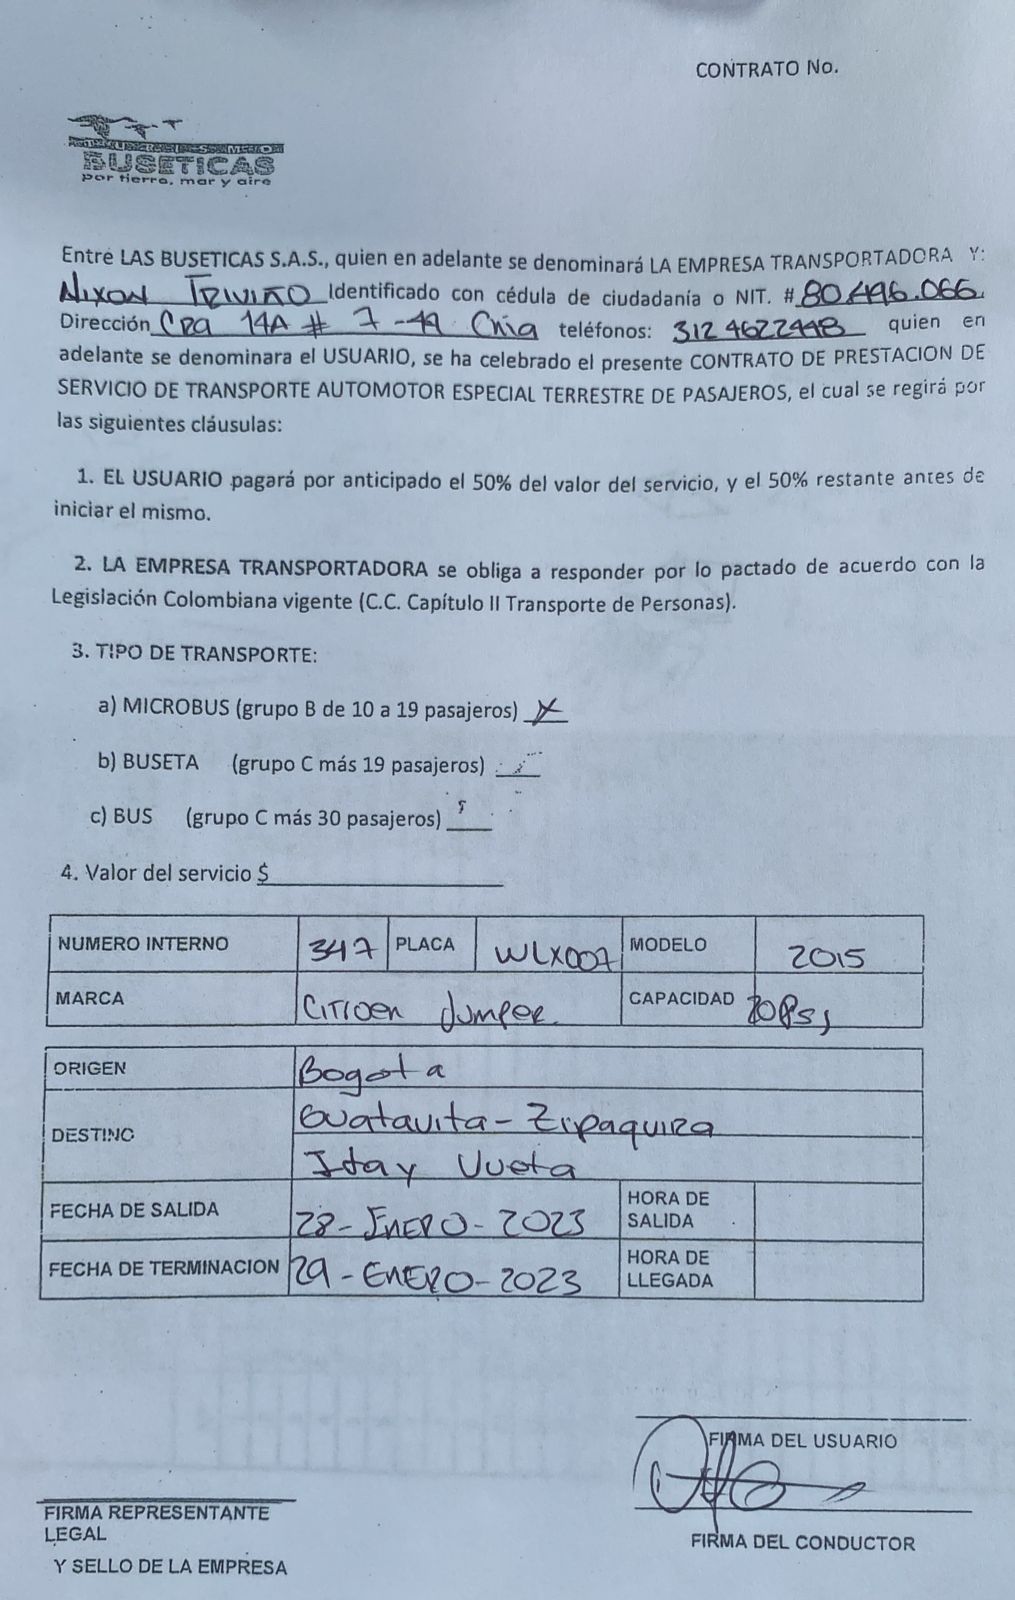 CONTRATO No.
TURISMO
BUSETICAS
por tierra, mar y aire
Entre LAS BUSETICAS S.A.S., quien en adelante se denominará LA EMPRESA TRANSPORTADORA Y:
Nixon TRIVIÑO Identificado con cédula de ciudadanía o NIT. # 80496.066
Dirección Cra 14A # 7-49 Chia teléfonos: 312 4622448 quien en
adelante se denominara el USUARIO, se ha celebrado el presente CONTRATO DE PRESTACION DE
SERVICIO DE TRANSPORTE AUTOMOTOR ESPECIAL TERRESTRE DE PASAJEROS, el cual se regirá por
las siguientes cláusulas:
1. EL USUARIO pagará por anticipado el 50% del valor del servicio, y el 50% restante antes de
iniciar el mismo.
2. LA EMPRESA TRANSPORTADORA se obliga a responder por lo pactado de acuerdo con la
Legislación Colombiana vigente (C.C. Capítulo II Transporte de Personas).
3. TIPO DE TRANSPORTE:
a) MICROBUS (grupo B de 10 a 19 pasajeros) X
b) BUSETA (grupo C más 19 pasajeros)
c) BUS (grupo C más 30 pasajeros)
4. Valor del servicio $
NUMERO INTERNO 347 PLACA WLX007 MODELO 2015
MARCA Citroen Jumper. CAPACIDAD
ORIGEN Bogota
DESTINO Guatavita - Zipaquira
Ida y Vuelta
FECHA DE SALIDA 28-ENERO-2023 HORA DE SALIDA
FECHA DE TERMINACION 29-ENERO-2023 HORA DE LLEGADA
FIRMA DEL USUARIO
FIRMA REPRESENTANTE
LEGAL
FIRMA DEL CONDUCTOR
Y SELLO DE LA EMPRESA